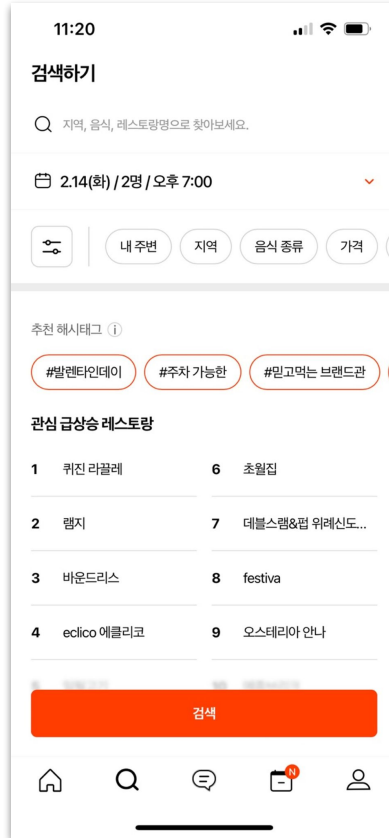 11:20
검색하기
지역, 음식, 레스토랑명으로 찾아보세요.
2.14(화) / 2명 / 오후 7:00
내 주변
지역
음식 종류
가격
추천 해시태그 i
#발렌타인데이
#주차 가능한
#믿고먹는 브랜드관
관심 급상승 레스토랑
1 퀴진 라끌레
6 초월집
2 램지
7 데블스램&펍 위례신도...
3 바운드리스
8 festiva
4 eclico 에클리코
9 오스테리아 안나
검색
N